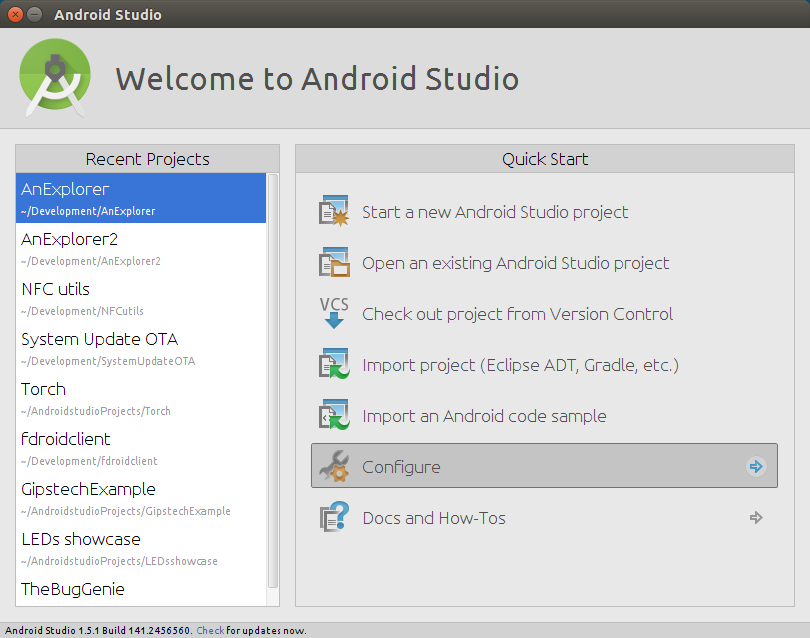 Android Studio
Welcome to Android Studio
Recent Projects
AnExplorer
~/Development/AnExplorer
AnExplorer2
~/Development/AnExplorer2
NFC utils
~/Development/NFCutils
System Update OTA
~/Development/SystemUpdateOTA
Torch
~/AndroidstudioProjects/Torch
fdroidclient
~/Development/fdroidclient
GipstechExample
~/AndroidstudioProjects/GipstechExample
LEDs showcase
~/AndroidstudioProjects/LEDsshowcase
TheBugGenie
Quick Start
Start a new Android Studio project
Open an existing Android Studio project
VCS
Check out project from Version Control
Import project (Eclipse ADT, Gradle, etc.)
Import an Android code sample
Configure
Docs and How-Tos
Android Studio 1.5.1 Build 141.2456560. Check for updates now.